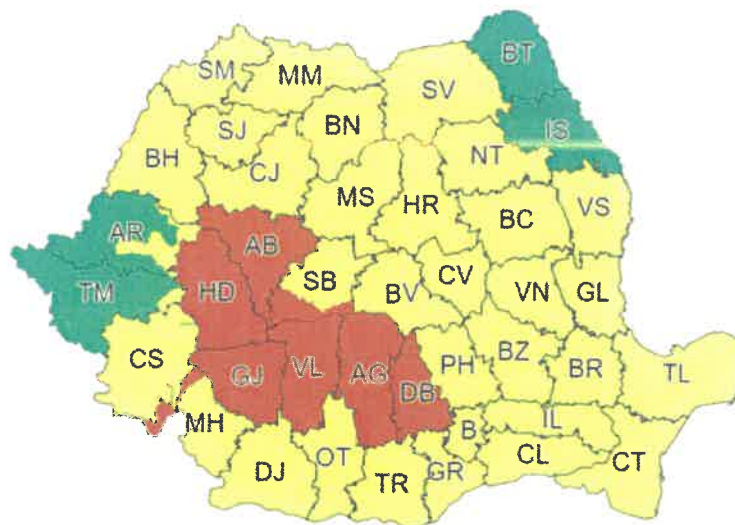 BT
SM MM SV
SJ BN IS
BH CJ NT
MS HR BC VS
AR AB
TM HD SB BV CV VN GL
CS GJ VL AG DB PH BZ BR TL
MH OT B IL
DJ TR GR CL CT